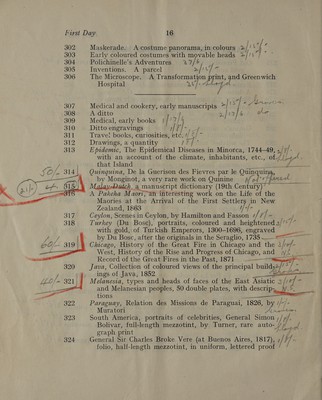 First Day 16
302 Maskerade. A costume panorama, in colours
303 Early coloured costumes with movable heads
304 Polichinelle's Adventures
305 Inventions. A parcel
306 The Microscope. A Transformation print, and Greenwich
Hospital
307 Medical and cookery, early manuscripts
308 A ditto
309 Medical, early books
310 Ditto engravings
311 Travel books, curiosities, etc.
312 Drawings, a quantity
313 Epidemic, The Epidemical Diseases in Minorca, 1744-49,
with an account of the climate, inhabitants, etc., of
that Island
50/- 314 Quinquina, De la Guerison des Fievres par le Quinquina,
by Monginot, a very rare work on Quinine
315 Malay-Dutch, a manuscript dictionary (19th Century)
316 A Pakeha Maori, an interesting work on the Life of the
Maories at the Arrival of the First Settlers in New
Zealand, 1863
317 Ceylon, Scenes in Ceylon, by Hamilton and Fasson
318 Turkey (Du Bosc), portraits, coloured and heightened
with gold, of Turkish Emperors, 1300-1696, engraved
by Du Bosc, after the originals in the Seraglio, 1735
60/- 319 Chicago, History of the Great Fire in Chicago and the
West, History of the Rise and Progress of Chicago, and
Record of the Great Fires in the Past, 1871
320 Java, Collection of coloured views of the principal build-
ings of Java, 1852
40/- 321 Melanesia, types and heads of faces of the East Asiatic
and Melanesian peoples, 50 double plates, with descrip-
tions
322 Paraguay, Relation des Missions de Paraguai, 1826, by
Muratori
323 South America, portraits of celebrities, General Simon
Bolivar, full-length mezzotint, by Turner, rare auto-
graph print
324 General Sir Charles Broke Vere (at Buenos Aires, 1817),
folio, half-length mezzotint, in uniform, lettered proof